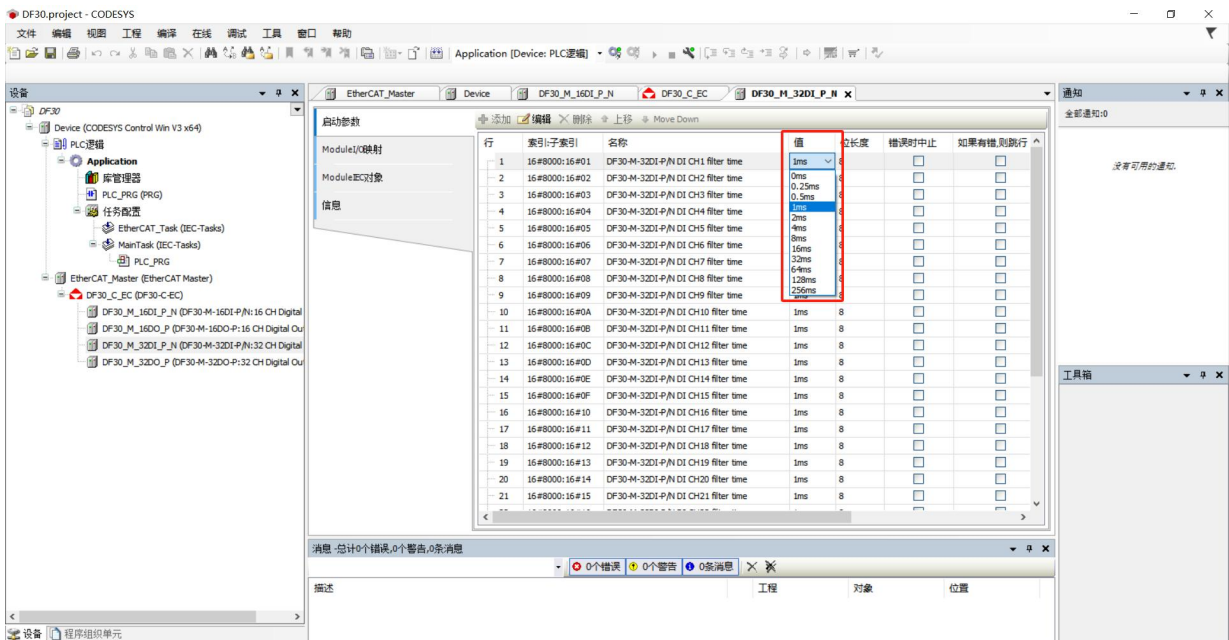 DF30.project - CODESYS
文件 编辑 视图 工程 编译 在线 调试 工具 窗口 帮助
Application [Device: PLC逻辑]
设备
DF30
Device (CODESYS Control Win V3 x64)
PLC逻辑
Application
库管理器
PLC_PRG (PRG)
任务配置
EtherCAT_Task (IEC-Tasks)
MainTask (IEC-Tasks)
PLC_PRG
EtherCAT_Master (EtherCAT Master)
DF30_C_EC (DF30-C-EC)
DF30_M_16DI_P_N (DF30-M-16DI-P/N:16 CH Digital
DF30_M_16DO_P (DF30-M-16DO-P:16 CH Digital Ou
DF30_M_32DI_P_N (DF30-M-32DI-P/N:32 CH Digital
DF30_M_32DO_P (DF30-M-32DO-P:32 CH Digital Ou
设备 程序组织单元
EtherCAT_Master Device DF30_M_16DI_P_N DF30_C_EC DF30_M_32DI_P_N
启动参数
ModuleI/O映射
ModuleIEC对象
信息
添加 编辑 删除 上移 Move Down
行 索引:子索引 名称 值 位长度 错误时中止 如果有错,则跳行
1 16#8000:16#01 DF30-M-32DI-P/N DI CH1 filter time 1ms 8
2 16#8000:16#02 DF30-M-32DI-P/N DI CH2 filter time
3 16#8000:16#03 DF30-M-32DI-P/N DI CH3 filter time
4 16#8000:16#04 DF30-M-32DI-P/N DI CH4 filter time
5 16#8000:16#05 DF30-M-32DI-P/N DI CH5 filter time
6 16#8000:16#06 DF30-M-32DI-P/N DI CH6 filter time
7 16#8000:16#07 DF30-M-32DI-P/N DI CH7 filter time
8 16#8000:16#08 DF30-M-32DI-P/N DI CH8 filter time
9 16#8000:16#09 DF30-M-32DI-P/N DI CH9 filter time
0ms
0.25ms
0.5ms
1ms
2ms
4ms
8ms
16ms
32ms
64ms
128ms
256ms
10 16#8000:16#0A DF30-M-32DI-P/N DI CH10 filter time 1ms 8
11 16#8000:16#0B DF30-M-32DI-P/N DI CH11 filter time 1ms 8
12 16#8000:16#0C DF30-M-32DI-P/N DI CH12 filter time 1ms 8
13 16#8000:16#0D DF30-M-32DI-P/N DI CH13 filter time 1ms 8
14 16#8000:16#0E DF30-M-32DI-P/N DI CH14 filter time 1ms 8
15 16#8000:16#0F DF30-M-32DI-P/N DI CH15 filter time 1ms 8
16 16#8000:16#10 DF30-M-32DI-P/N DI CH16 filter time 1ms 8
17 16#8000:16#11 DF30-M-32DI-P/N DI CH17 filter time 1ms 8
18 16#8000:16#12 DF30-M-32DI-P/N DI CH18 filter time 1ms 8
19 16#8000:16#13 DF30-M-32DI-P/N DI CH19 filter time 1ms 8
20 16#8000:16#14 DF30-M-32DI-P/N DI CH20 filter time 1ms 8
21 16#8000:16#15 DF30-M-32DI-P/N DI CH21 filter time 1ms 8
消息 -总计0个错误,0个警告,0条消息
0个错误 0个警告 0条消息
描述 工程 对象 位置
通知
全部通知:0
没有可用的通知.
工具箱